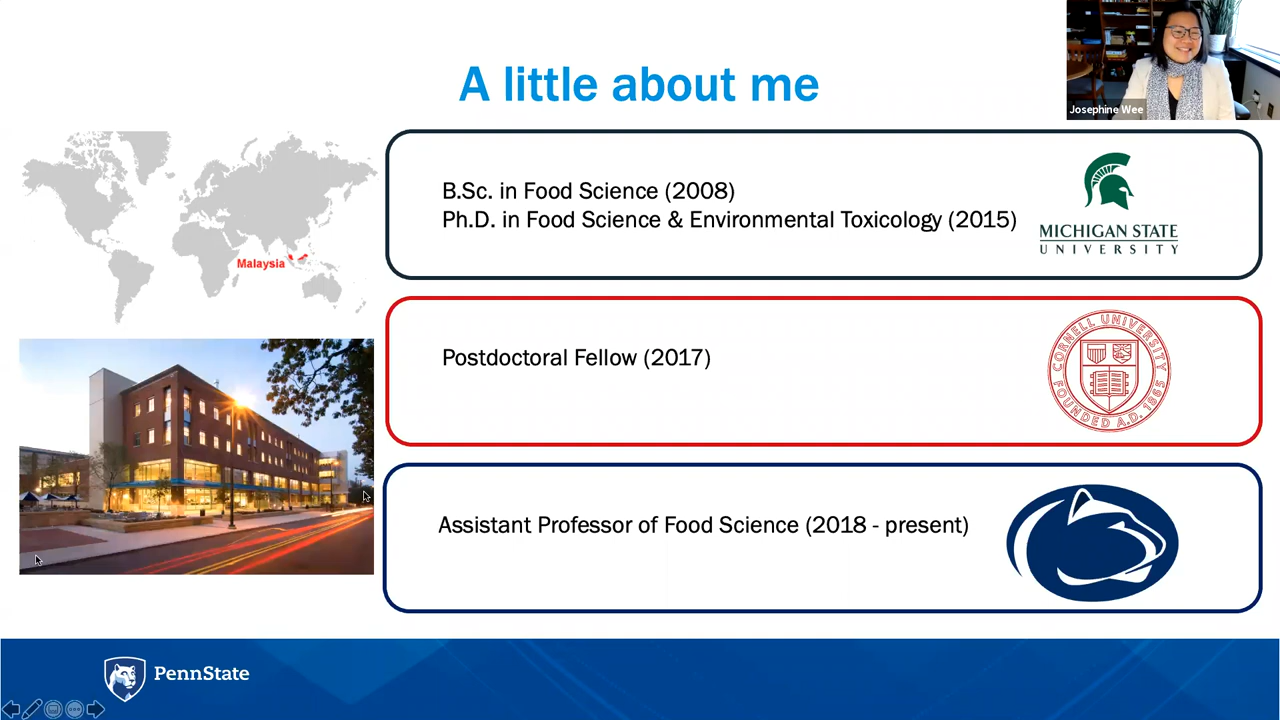 A little about me
Josephine Wee
Malaysia
B.Sc. in Food Science (2008)
Ph.D. in Food Science & Environmental Toxicology (2015)
MICHIGAN STATE
UNIVERSITY
Postdoctoral Fellow (2017)
CORNELL UNIVERSITY
FOUNDED A.D. 1865
Assistant Professor of Food Science (2018 - present)
PennState